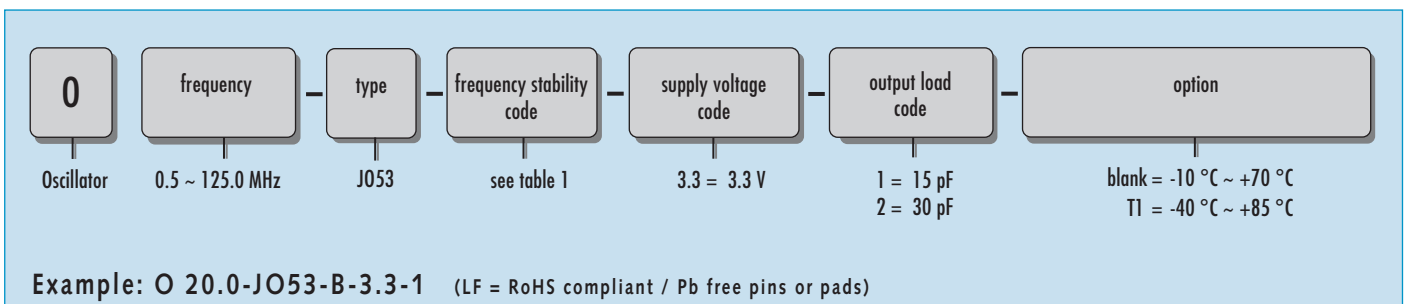 O
frequency
–
type
–
frequency stability
code
–
supply voltage
code
–
output load
code
–
option
Oscillator
0.5 ~ 125.0 MHz
JO53
see table 1
3.3 = 3.3 V
1 = 15 pF
2 = 30 pF
blank = -10 °C ~ +70 °C
T1 = -40 °C ~ +85 °C
Example: O 20.0-JO53-B-3.3-1 (LF = RoHS compliant / Pb free pins or pads)